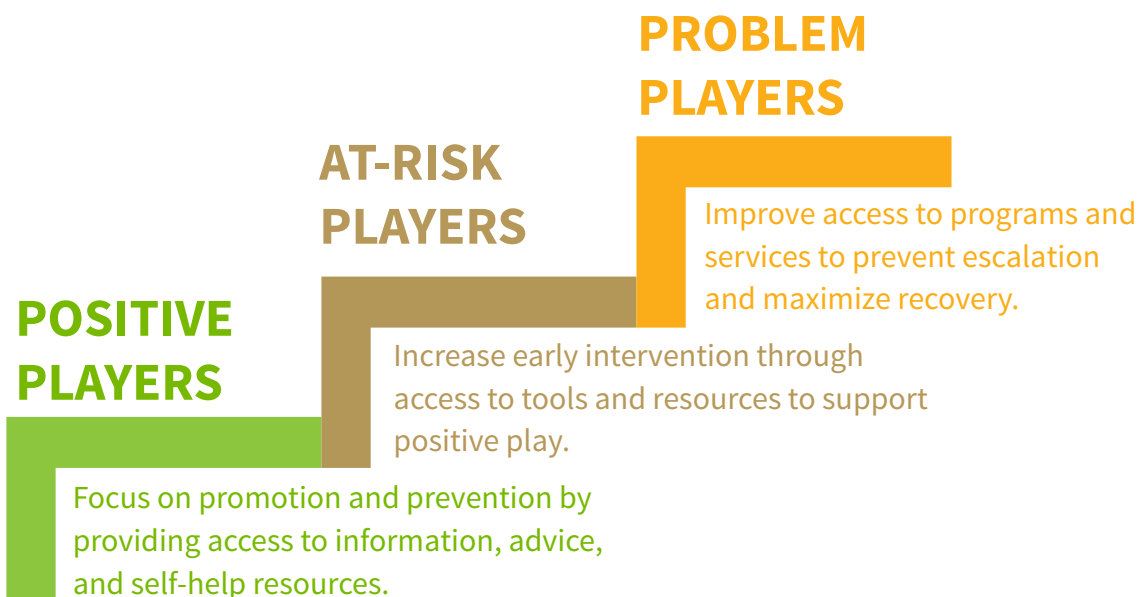 PROBLEM
PLAYERS
Improve access to programs and
services to prevent escalation
and maximize recovery.
AT-RISK
PLAYERS
Increase early intervention through
access to tools and resources to support
positive play.
POSITIVE
PLAYERS
Focus on promotion and prevention by
providing access to information, advice,
and self-help resources.